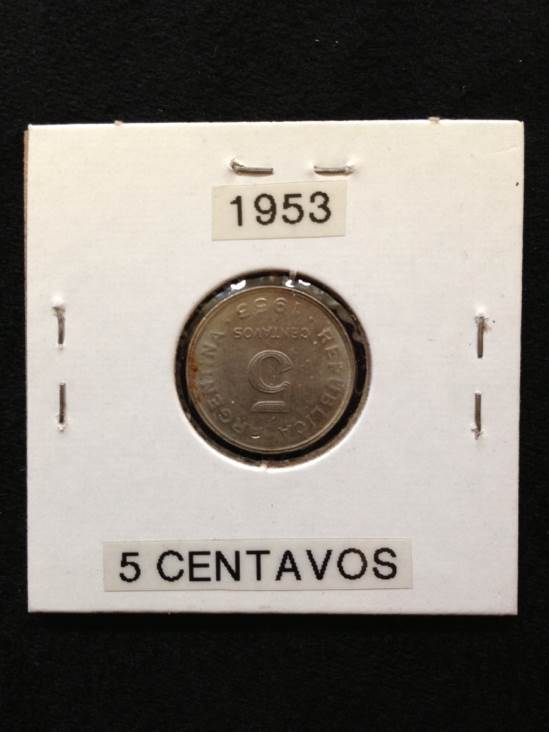 1953
REPUBLICA ARGENTINA
5
CENTAVOS
1953
5 CENTAVOS